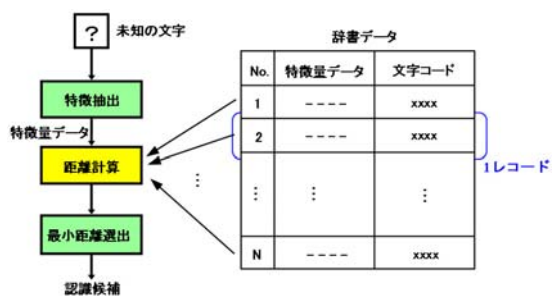 ?
未知の文字
特徴抽出
特徴量データ
距離計算
最小距離選出
認識候補
辞書データ
No. 特徴量データ 文字コード
1 ---- xxxx
2 ---- xxxx
⋮ ⋮ ⋮
N ---- xxxx
⋮
1レコード